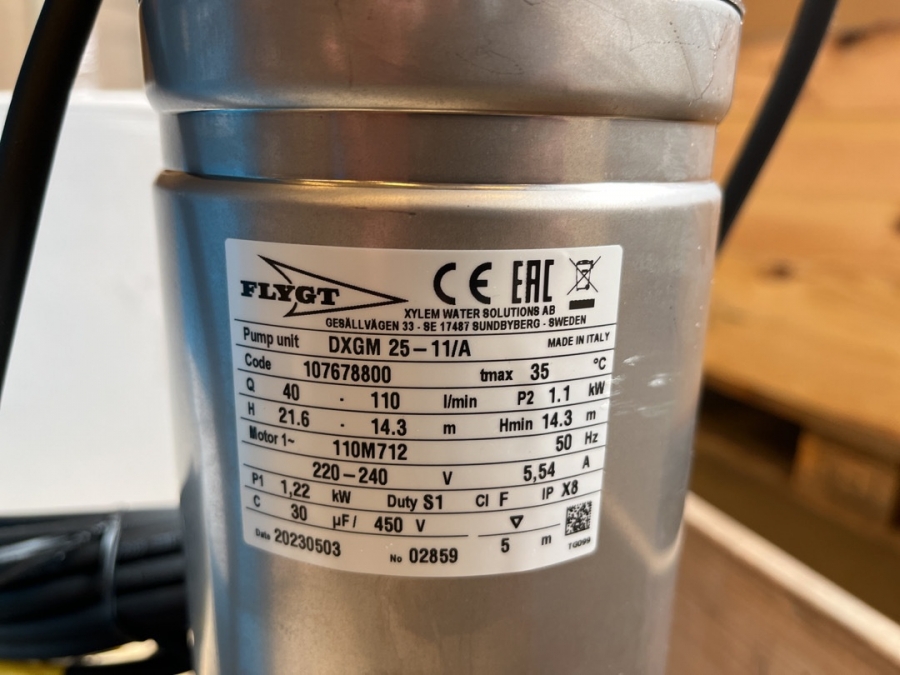 FLYGT CE EAC
XYLEM WATER SOLUTIONS AB
GESÄLLVÄGEN 33 - SE 17487 SUNDBYBERG - SWEDEN
Pump unit DXGM 25-11/A MADE IN ITALY
Code 107678800 tmax 35 °C
Q 40 - 110 l/min P2 1.1 kW
H 21.6 - 14.3 m Hmin 14.3 m
Motor 1~ 110M712 50 Hz
220-240 V 5,54 A
P1 1,22 kW Duty S1 Cl F IP X8
C 30 µF/ 450 V
Date 20230503 No 02859 5 m TG099